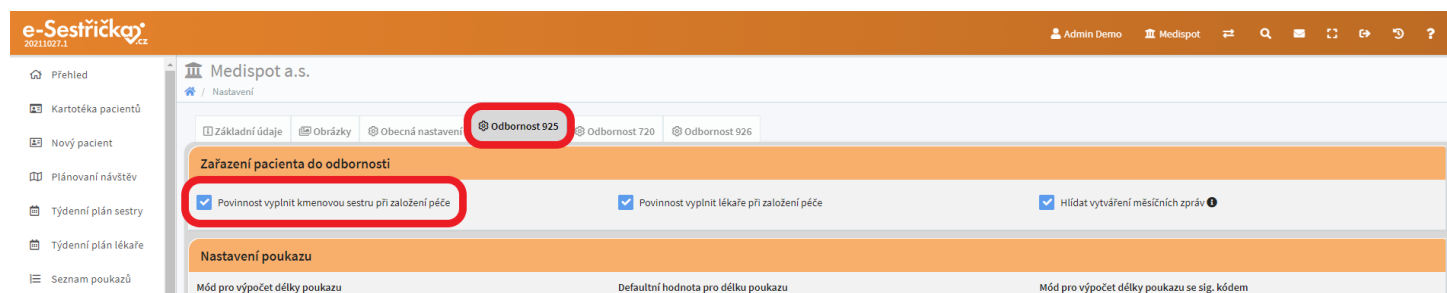 e-Sestřička.cz
20211027.1
Admin Demo Medispot
Přehled
Kartotéka pacientů
Nový pacient
Plánovaní návštěv
Týdenní plán sestry
Týdenní plán lékaře
Seznam poukazů
Medispot a.s.
/ Nastavení
Základní údaje Obrázky Obecná nastavení Odbornost 925 Odbornost 720 Odbornost 926
Zařazení pacienta do odbornosti
Povinnost vyplnit kmenovou sestru při založení péče Povinnost vyplnit lékaře při založení péče Hlídat vytváření měsíčních zpráv
Nastavení poukazu
Mód pro výpočet délky poukazu Defaultní hodnota pro délku poukazu Mód pro výpočet délky poukazu se sig. kódem